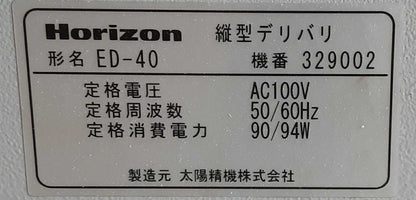 Horizon 縦型デリバリ
形名 ED-40 機番 329002
定格電圧 AC100V
定格周波数 50/60Hz
定格消費電力 90/94W
製造元 太陽精機株式会社